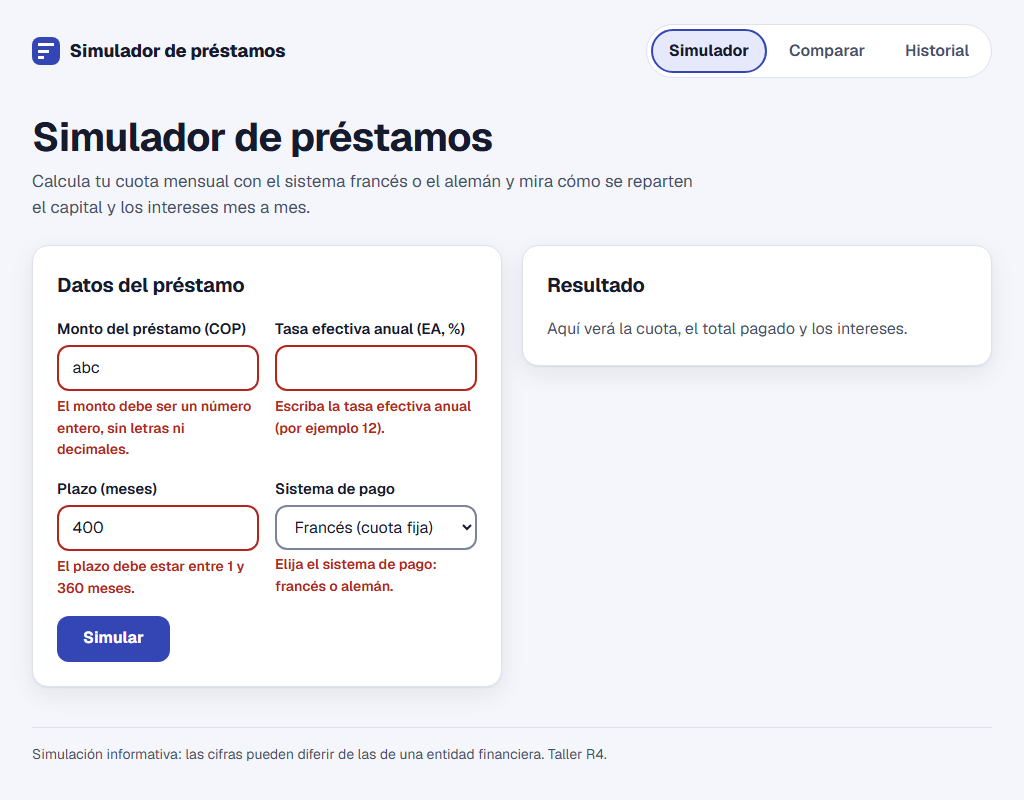 Simulador de préstamos
Simulador
Comparar
Historial
Simulador de préstamos
Calcula tu cuota mensual con el sistema francés o el alemán y mira cómo se reparten
el capital y los intereses mes a mes.
Datos del préstamo
Monto del préstamo (COP)
abc
El monto debe ser un número
entero, sin letras ni
decimales.
Tasa efectiva anual (EA, %)
Escriba la tasa efectiva anual
(por ejemplo 12).
Plazo (meses)
400
El plazo debe estar entre 1 y
360 meses.
Sistema de pago
Francés (cuota fija)
Elija el sistema de pago:
francés o alemán.
Simular
Resultado
Aquí verá la cuota, el total pagado y los intereses.
Simulación informativa: las cifras pueden diferir de las de una entidad financiera. Taller R4.